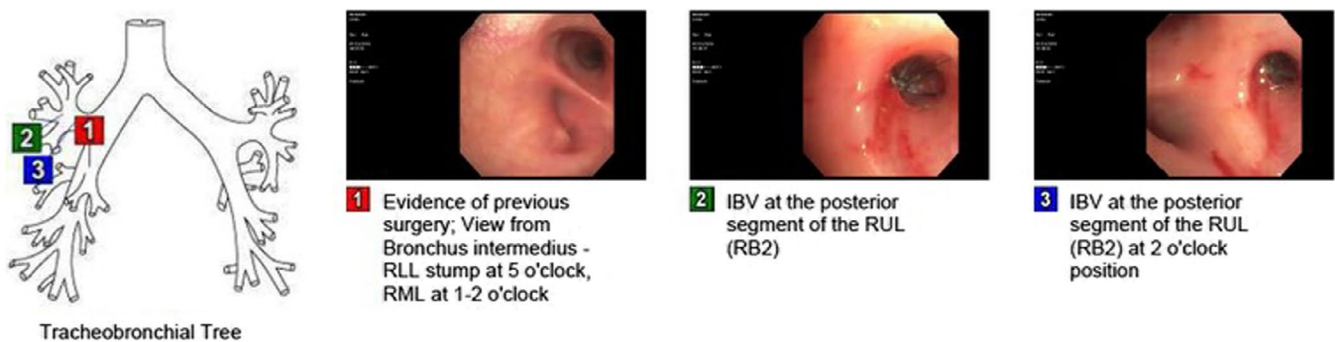 1
2
3
Tracheobronchial Tree
1 Evidence of previous
surgery; View from
Bronchus intermedius -
RLL stump at 5 o'clock,
RML at 1-2 o'clock
2 IBV at the posterior
segment of the RUL
(RB2)
3 IBV at the posterior
segment of the RUL
(RB2) at 2 o'clock
position